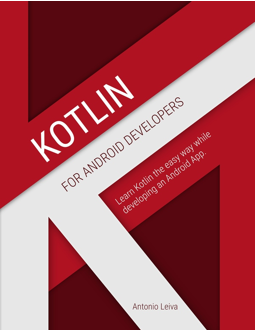 KOTLIN
FOR ANDROID DEVELOPERS
Learn Kotlin the easy way while
developing an Android App.
Antonio Leiva